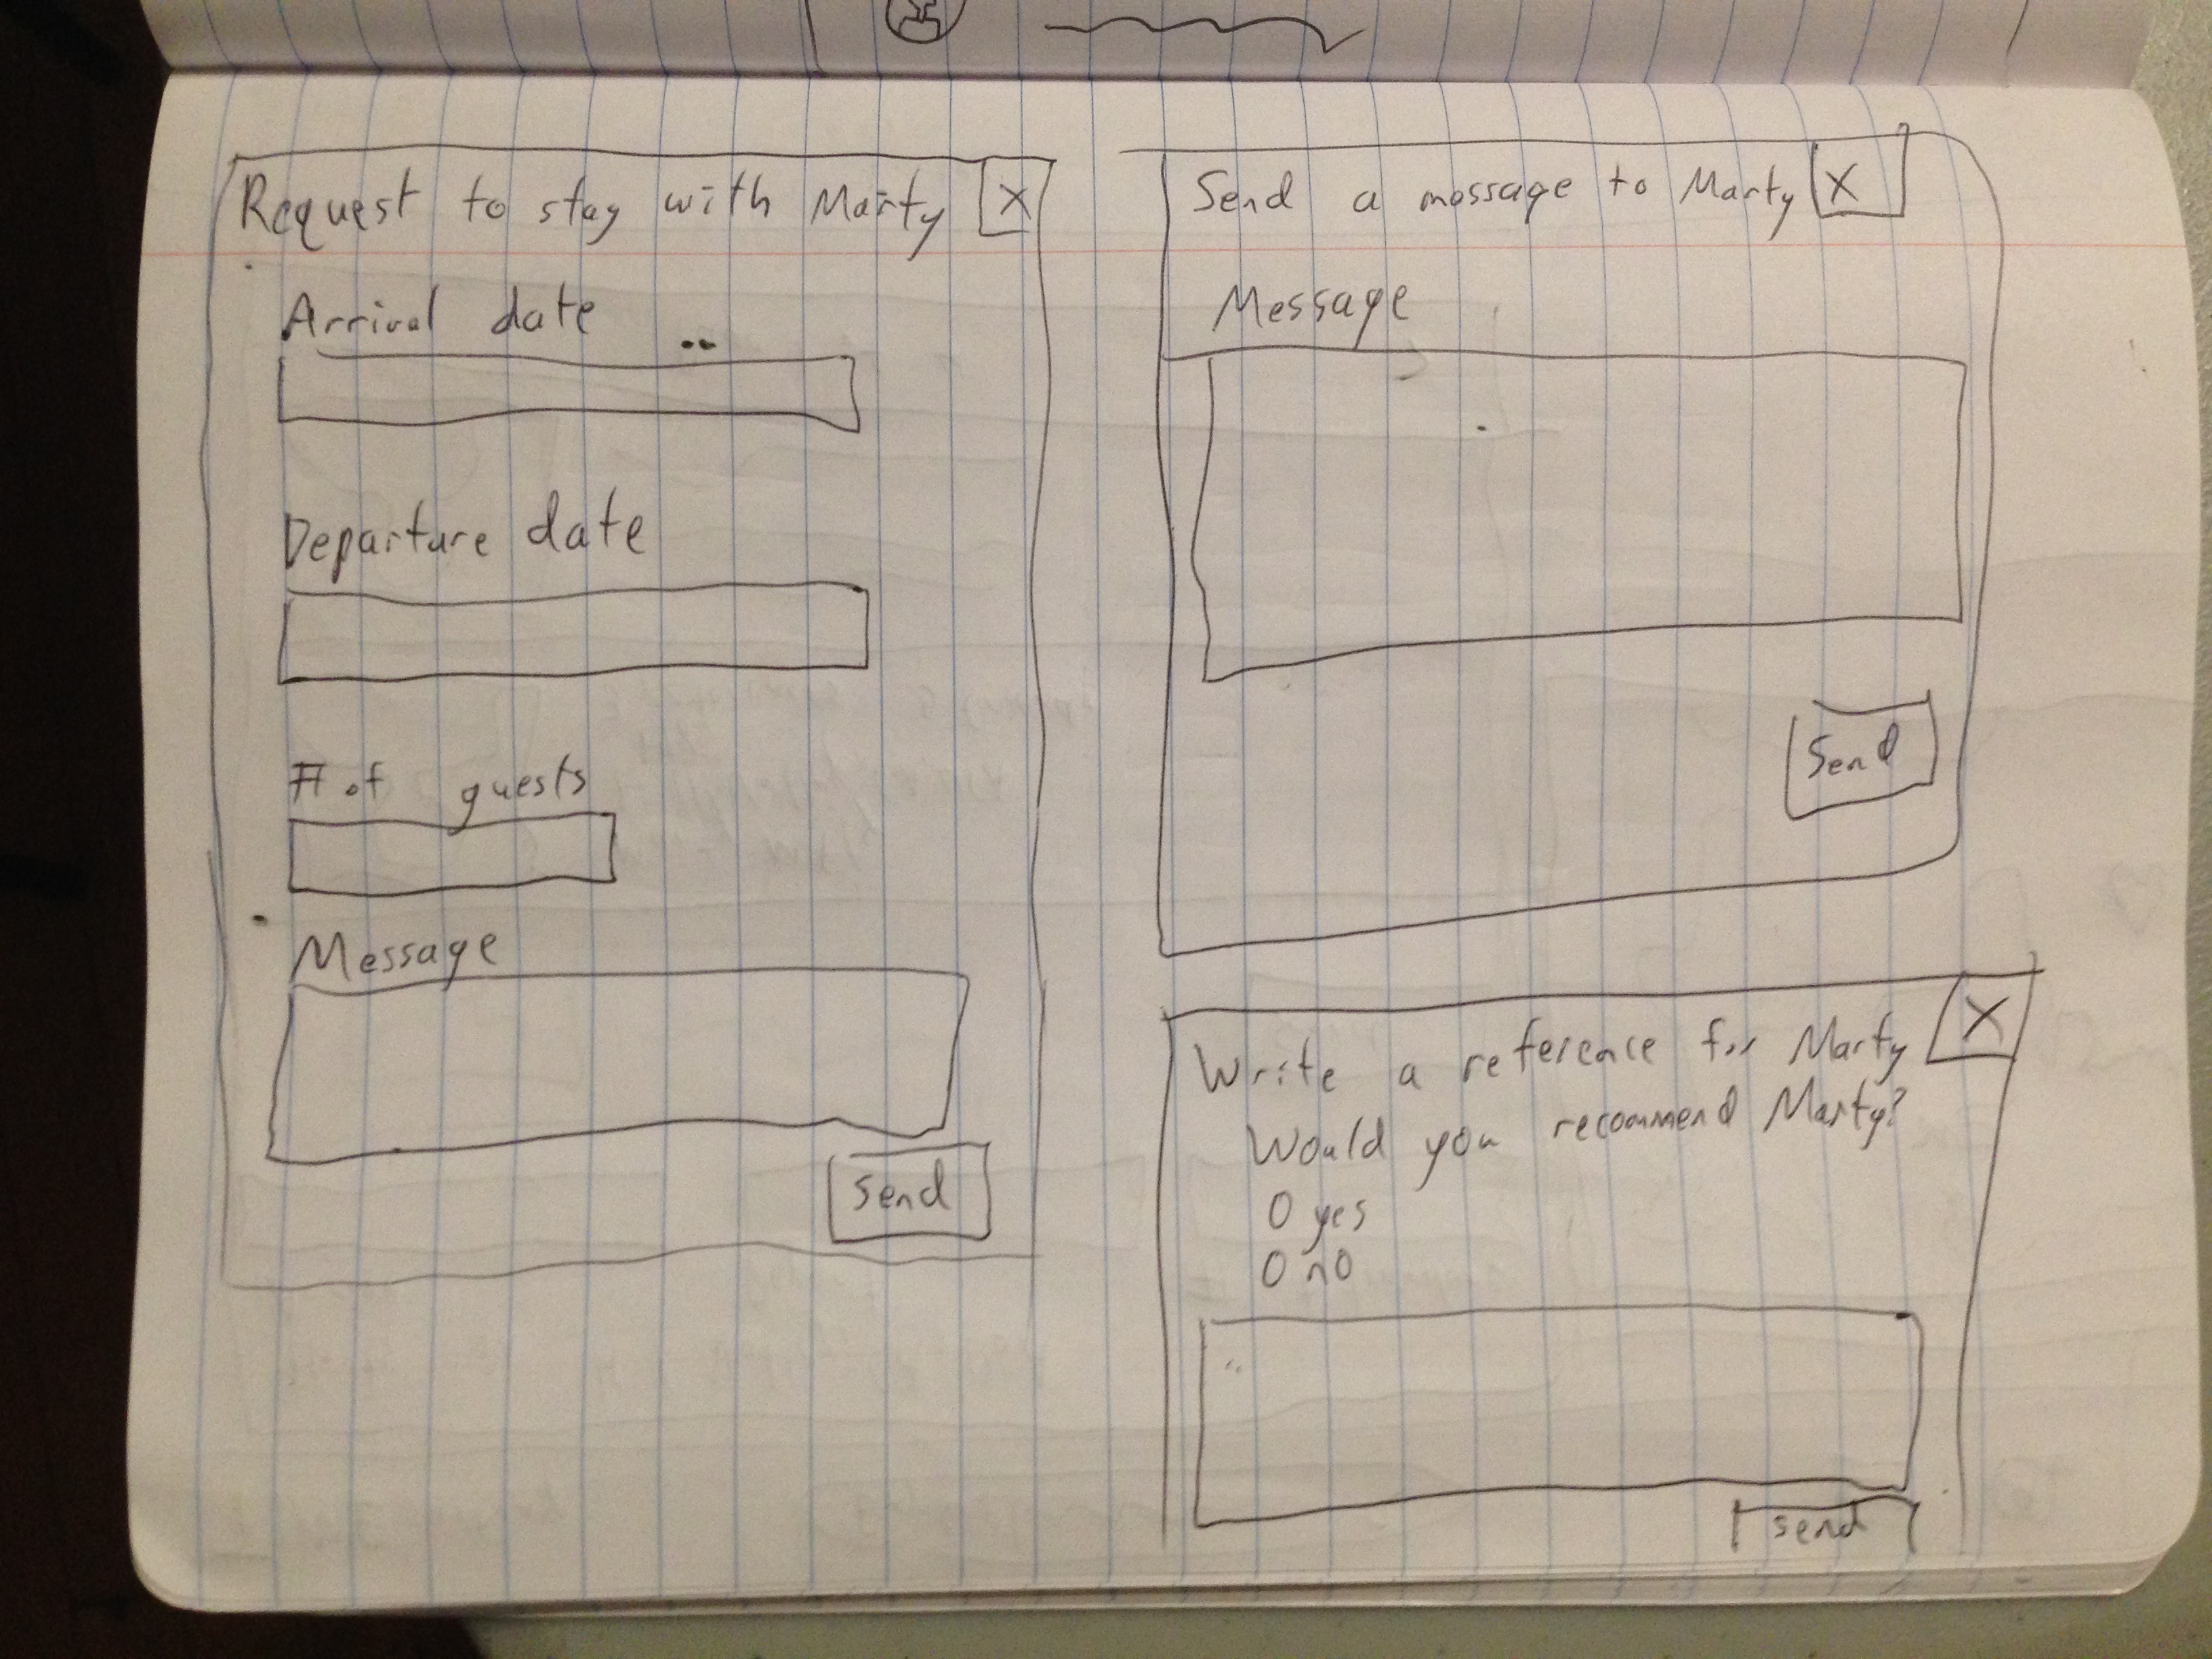 Request to stay with Marty X
Arrival date
Departure date
# of guests
Message
Send
Send a message to Marty X
Message
Send
Write a reference for Marty X
Would you recommend Marty?
O yes
O no
send